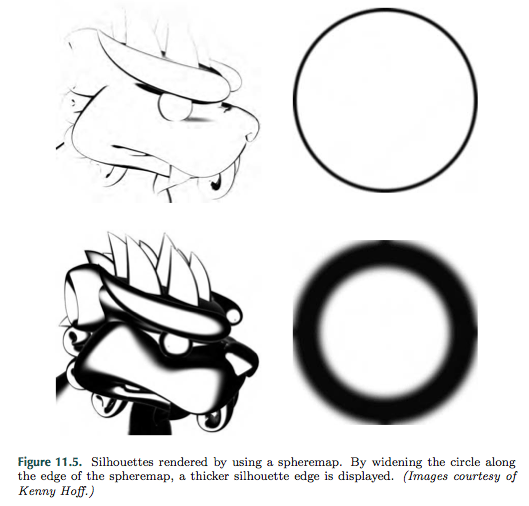 Figure 11.5. Silhouettes rendered by using a spheremap. By widening the circle along
the edge of the spheremap, a thicker silhouette edge is displayed. (Images courtesy of
Kenny Hoff.)